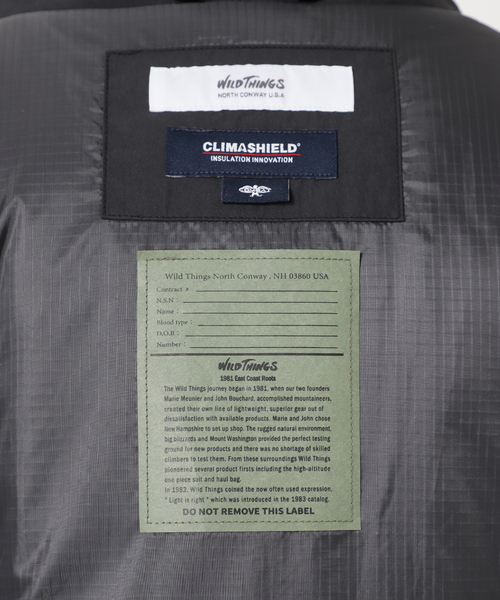 WILDTHINGS
NORTH CONWAY U.S.A
CLIMASHIELD®
INSULATION INNOVATION
Wild Things North Conway , NH 03860 USA
Contract #.
N.S.N :
Name :
Blood type :
D.O.B :
Number :
WILDTHINGS
1981 East Coast Roots
The Wild Things journey began in 1981, when our two founders
Marie Meunier and John Bouchard, accomplished mountaineers,
created their own line of lightweight, superior gear out of
dissatisfaction with available products. Marie and John chose
New Hampshire to set up shop. The rugged natural environment,
big blizzards and Mount Washington provided the perfect testing
ground for new products and there was no shortage of skilled
climbers to test them. From these surroundings Wild Things
pioneered several product firsts including the high-altitude
one piece suit and haul bag.
In 1983, Wild Things coined the now often used expression,
" Light is right " which was introduced in the 1983 catalog.
DO NOT REMOVE THIS LABEL